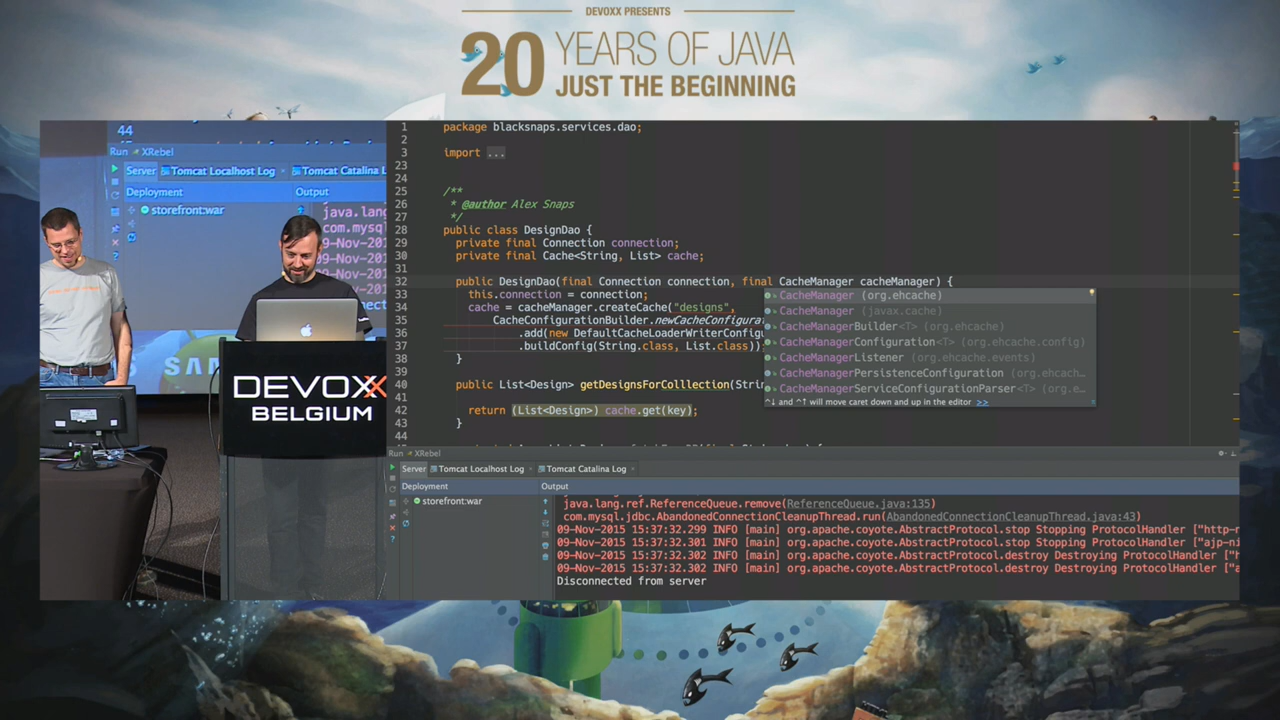 DEVOXX PRESENTS
20 YEARS OF JAVA
JUST THE BEGINNING
44
Run XRebel
Server Tomcat Localhost Log Tomcat Catalina L
Deployment Output
storefront:war
java.lang
com.mysq
09-Nov-201
DEVOXX
BELGIUM
1 package blacksnaps.services.dao;
2
3 import ...
23
24
25 /**
26 * @author Alex Snaps
27 */
28 public class DesignDao {
29 private final Connection connection;
30 private final Cache<String, List> cache;
31
32 public DesignDao(final Connection connection, final CacheManager cacheManager) {
33 this.connection = connection;
34 cache = cacheManager.createCache("designs",
35 CacheConfigurationBuilder.newCacheConfigurat
36 .add(new DefaultCacheLoaderWriterConfigu
37 .buildConfig(String.class, List.class));
38 }
39
40 public List<Design> getDesignsForColllection(Strin
41
42 return (List<Design>) cache.get(key);
43 }
44
CacheManager (org.ehcache)
CacheManager (javax.cache)
CacheManagerBuilder<T> (org.ehcache)
CacheManagerConfiguration<T> (org.ehcache.config)
CacheManagerListener (org.ehcache.events)
CacheManagerPersistenceConfiguration (org.ehcach...
CacheManagerServiceConfigurationParser<T> (org.e...
^↓ and ^↑ will move caret down and up in the editor >>
Run XRebel
Server Tomcat Localhost Log Tomcat Catalina Log
Deployment Output
storefront:war
java.lang.ref.ReferenceQueue.remove(ReferenceQueue.java:135)
com.mysql.jdbc.AbandonedConnectionCleanupThread.run(AbandonedConnectionCleanupThread.java:43)
09-Nov-2015 15:37:32.299 INFO [main] org.apache.coyote.AbstractProtocol.stop Stopping ProtocolHandler ["http-n
09-Nov-2015 15:37:32.301 INFO [main] org.apache.coyote.AbstractProtocol.stop Stopping ProtocolHandler ["ajp-ni
09-Nov-2015 15:37:32.302 INFO [main] org.apache.coyote.AbstractProtocol.destroy Destroying ProtocolHandler ["h
09-Nov-2015 15:37:32.302 INFO [main] org.apache.coyote.AbstractProtocol.destroy Destroying ProtocolHandler ["a
Disconnected from server